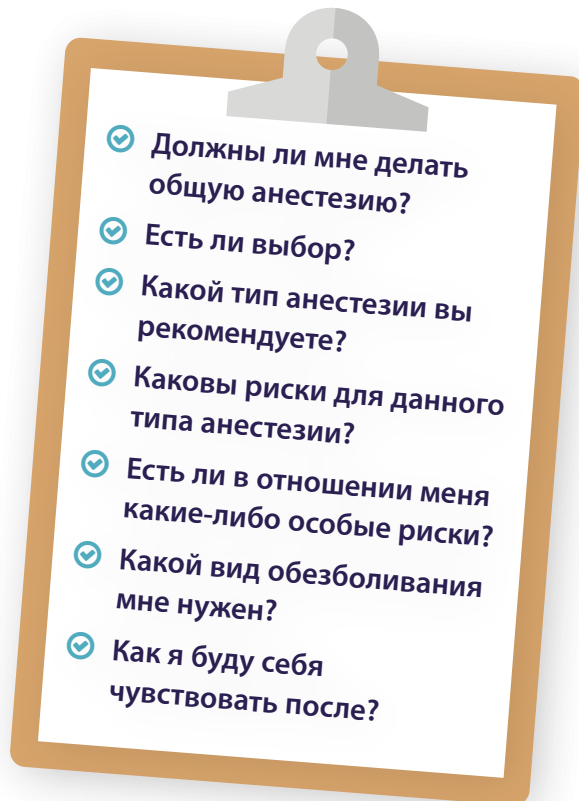 Должны ли мне делать
общую анестезию?
Есть ли выбор?
Какой тип анестезии вы
рекомендуете?
Каковы риски для данного
типа анестезии?
Есть ли в отношении меня
какие-либо особые риски?
Какой вид обезболивания
мне нужен?
Как я буду себя
чувствовать после?